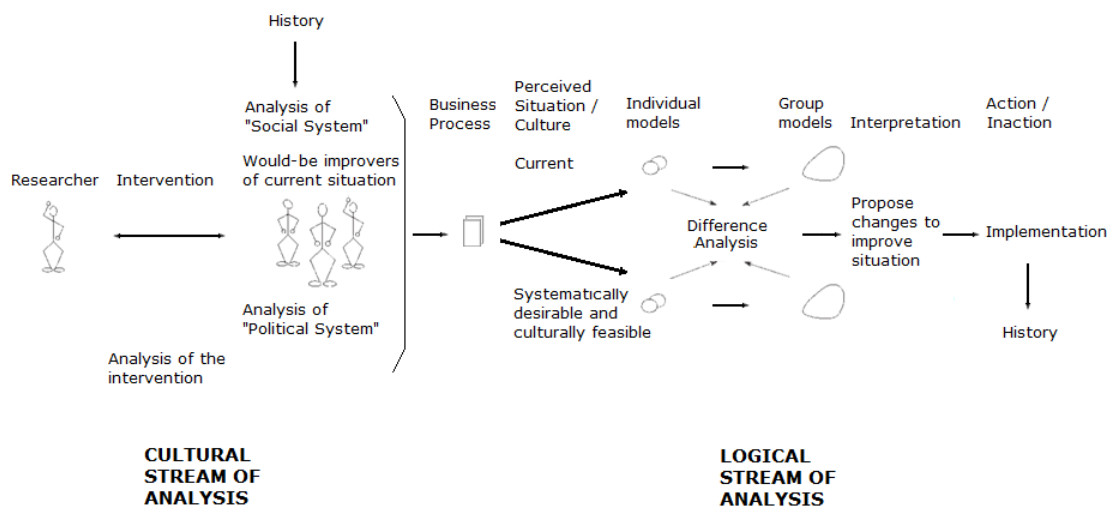 History
Analysis of
"Social System"
Would-be improvers
of current situation
Researcher
Intervention
Analysis of
"Political System"
Analysis of the
intervention
Business
Process
Perceived
Situation /
Culture
Individual
models
Group
models
Interpretation
Action /
Inaction
Current
Difference
Analysis
Propose
changes to
improve
situation
Implementation
Systematically
desirable and
culturally feasible
History
CULTURAL
STREAM OF
ANALYSIS
LOGICAL
STREAM OF
ANALYSIS